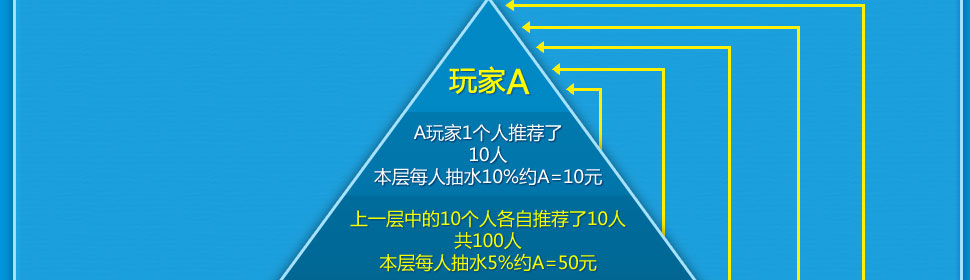 玩家A
A玩家1个人推荐了
10人
本层每人抽水10%约A=10元
上一层中的10个人各自推荐了10人
共100人
本层每人抽水5%约A=50元